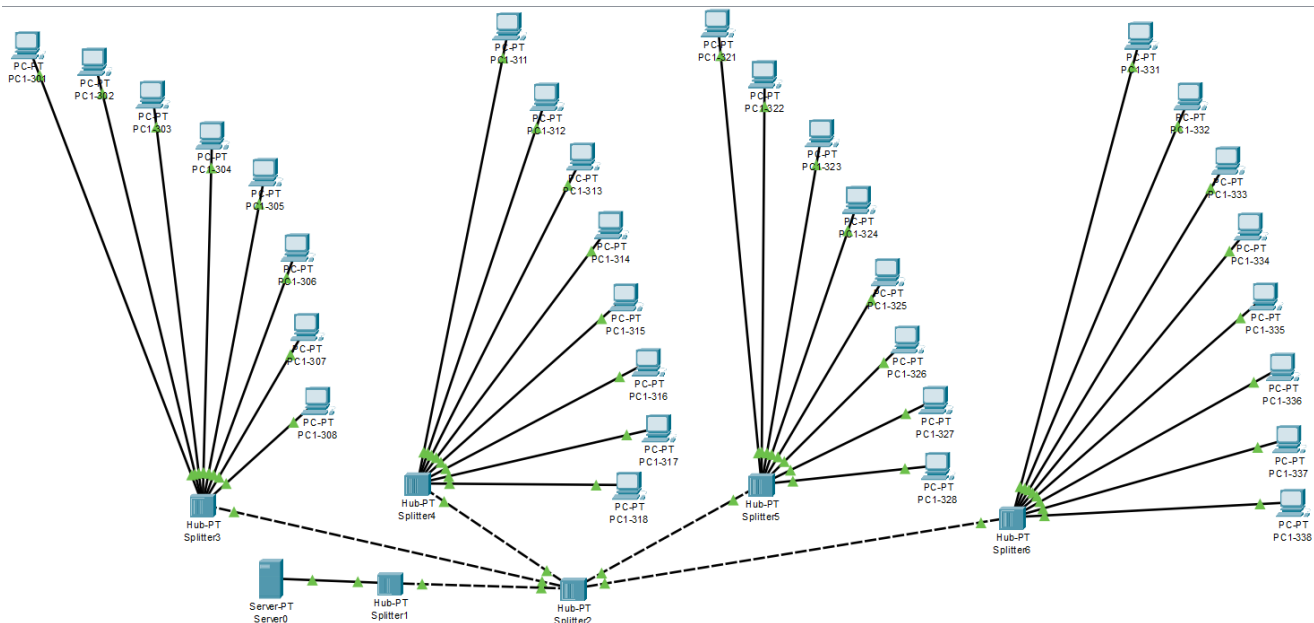 PC-PT
PC1-301
PC-PT
PC1-302
PC-PT
PC1-303
PC-PT
PC1-304
PC-PT
PC1-305
PC-PT
PC1-306
PC-PT
PC1-307
PC-PT
PC1-308
PC-PT
PC1-311
PC-PT
PC1-312
PC-PT
PC1-313
PC-PT
PC1-314
PC-PT
PC1-315
PC-PT
PC1-316
PC-PT
PC1-317
PC-PT
PC1-318
PC-PT
PC1-321
PC-PT
PC1-322
PC-PT
PC1-323
PC-PT
PC1-324
PC-PT
PC1-325
PC-PT
PC1-326
PC-PT
PC1-327
PC-PT
PC1-328
PC-PT
PC1-331
PC-PT
PC1-332
PC-PT
PC1-333
PC-PT
PC1-334
PC-PT
PC1-335
PC-PT
PC1-336
PC-PT
PC1-337
PC-PT
PC1-338
Hub-PT
Splitter3
Hub-PT
Splitter4
Hub-PT
Splitter5
Hub-PT
Splitter6
Server-PT
Server0
Hub-PT
Splitter1
Hub-PT
Splitter2